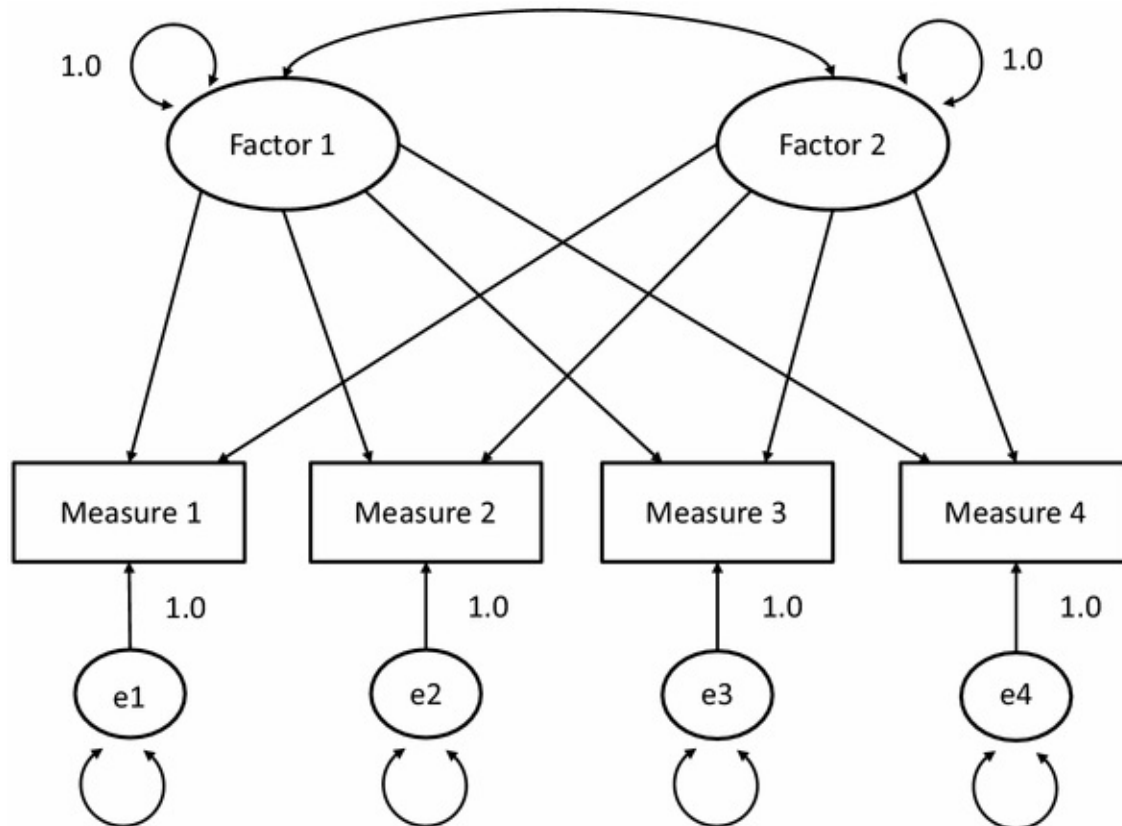 1.0
1.0
Factor 1
Factor 2
Measure 1
Measure 2
Measure 3
Measure 4
1.0
1.0
1.0
1.0
e1
e2
e3
e4